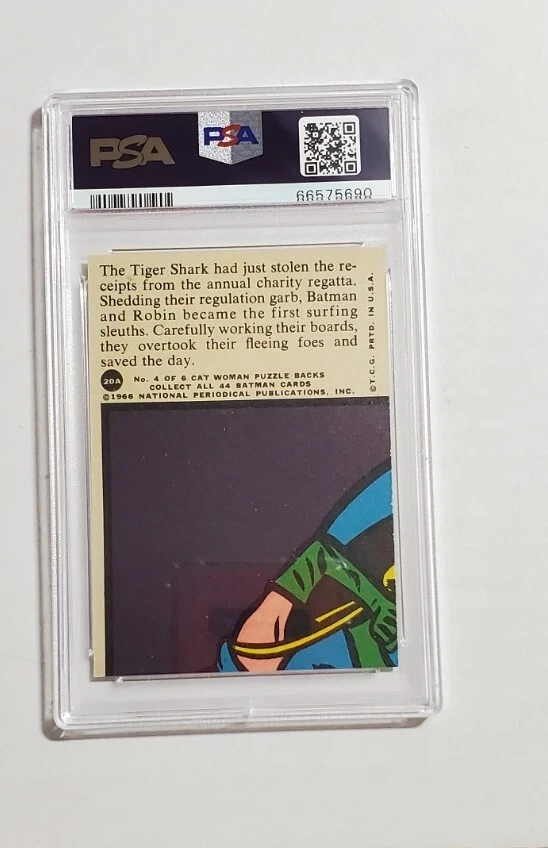 PSA
PSA
66575690
The Tiger Shark had just stolen the re-
ceipts from the annual charity regatta.
Shedding their regulation garb, Batman
and Robin became the first surfing
sleuths. Carefully working their boards,
they overtook their fleeing foes and
saved the day.
20A
No. 4 OF 6 CAT WOMAN PUZZLE BACKS
COLLECT ALL 44 BATMAN CARDS
©1966 NATIONAL PERIODICAL PUBLICATIONS, INC.
©T.C.G. PRTD. IN U.S.A.